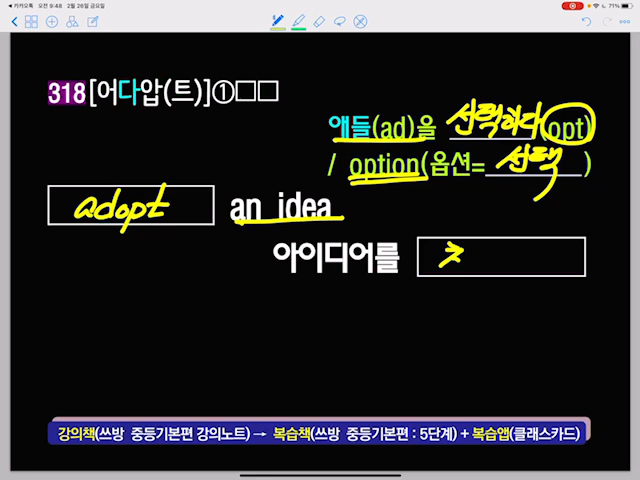 카카오톡 오전 9:48 2월 26일 금요일 71%
318 [어다압(트)]①□□
애들(ad)을 선택하다(opt)
/ option(옵션=선택)
adopt an idea
아이디어를 ㅊ
강의책(쓰방 중등기본편 강의노트) → 복습책(쓰방 중등기본편 : 5단계) + 복습앱(클래스카드)